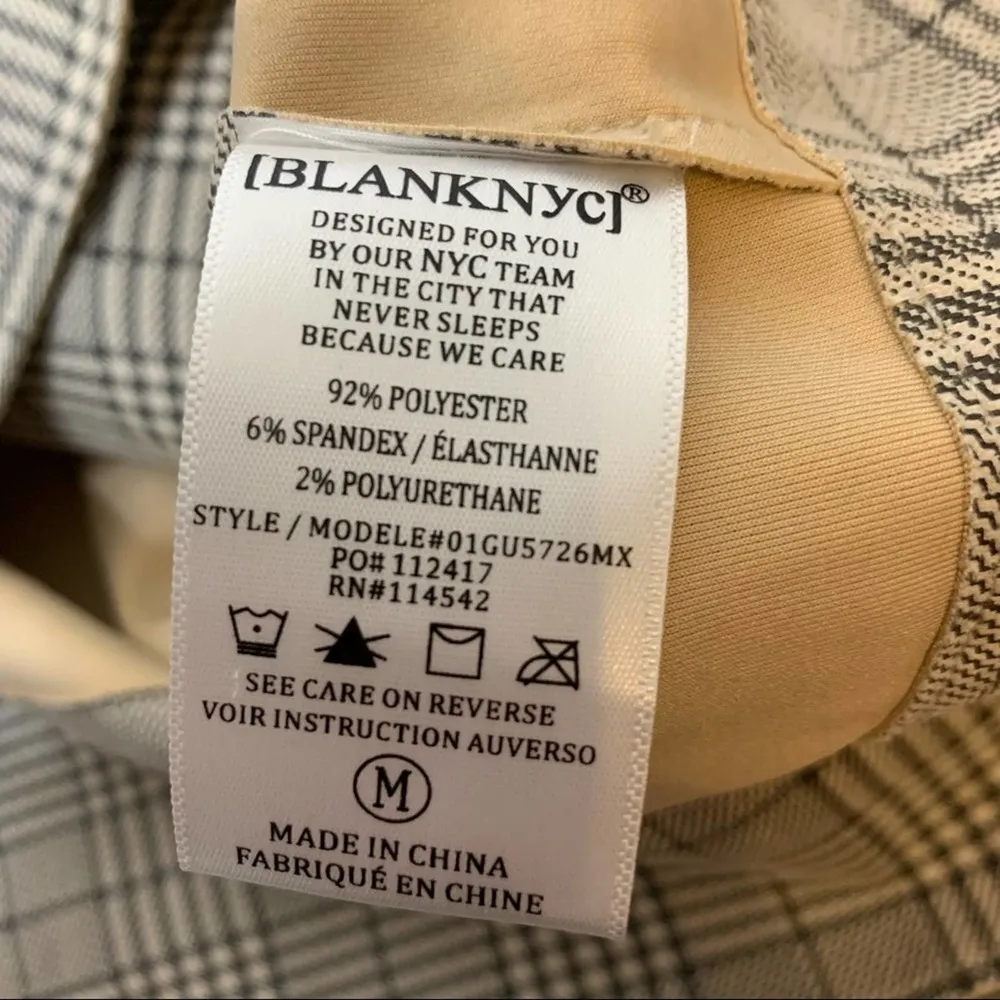 [BLANKNYC]®
DESIGNED FOR YOU
BY OUR NYC TEAM
IN THE CITY THAT
NEVER SLEEPS
BECAUSE WE CARE
92% POLYESTER
6% SPANDEX / ÉLASTHANNE
2% POLYURETHANE
STYLE / MODELE#01GU5726MX
PO# 112417
RN#114542
SEE CARE ON REVERSE
VOIR INSTRUCTION AUVERSO
M
MADE IN CHINA
FABRIQUÉ EN CHINE